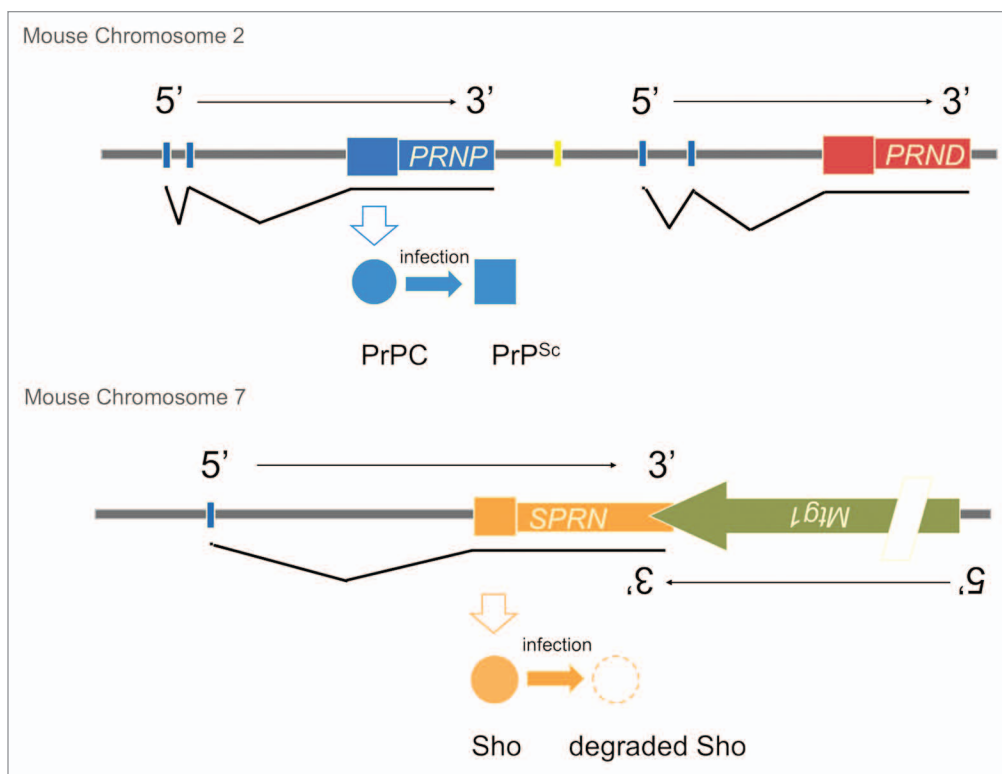 Mouse Chromosome 2
5’ 3’ 5’ 3’
PRNP PRND
infection
PrPC PrPSc
Mouse Chromosome 7
5’ 3’
SPRN Mtg1
3’ 5’
infection
Sho degraded Sho